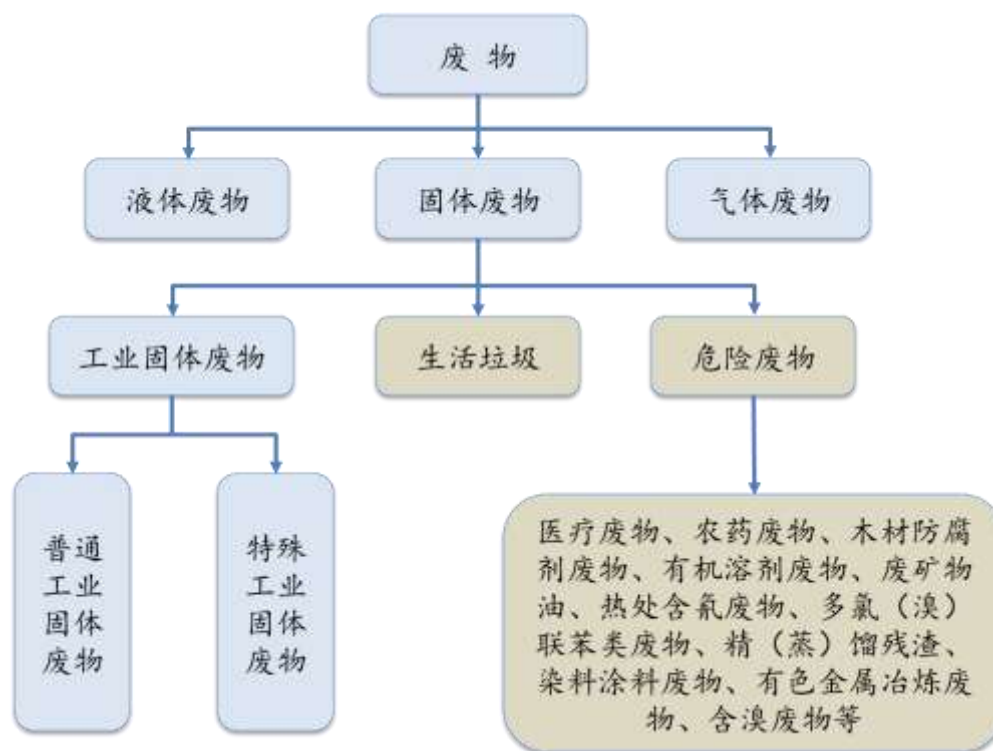 废 物
液体废物
固体废物
气体废物
工业固体废物
生活垃圾
危险废物
普通
工业
固体
废物
特殊
工业
固体
废物
医疗废物、农药废物、木材防腐
剂废物、有机溶剂废物、废矿物
油、热处含氰废物、多氯（溴）
联苯类废物、精（蒸）馏残渣、
染料涂料废物、有色金属冶炼废
物、含溴废物等